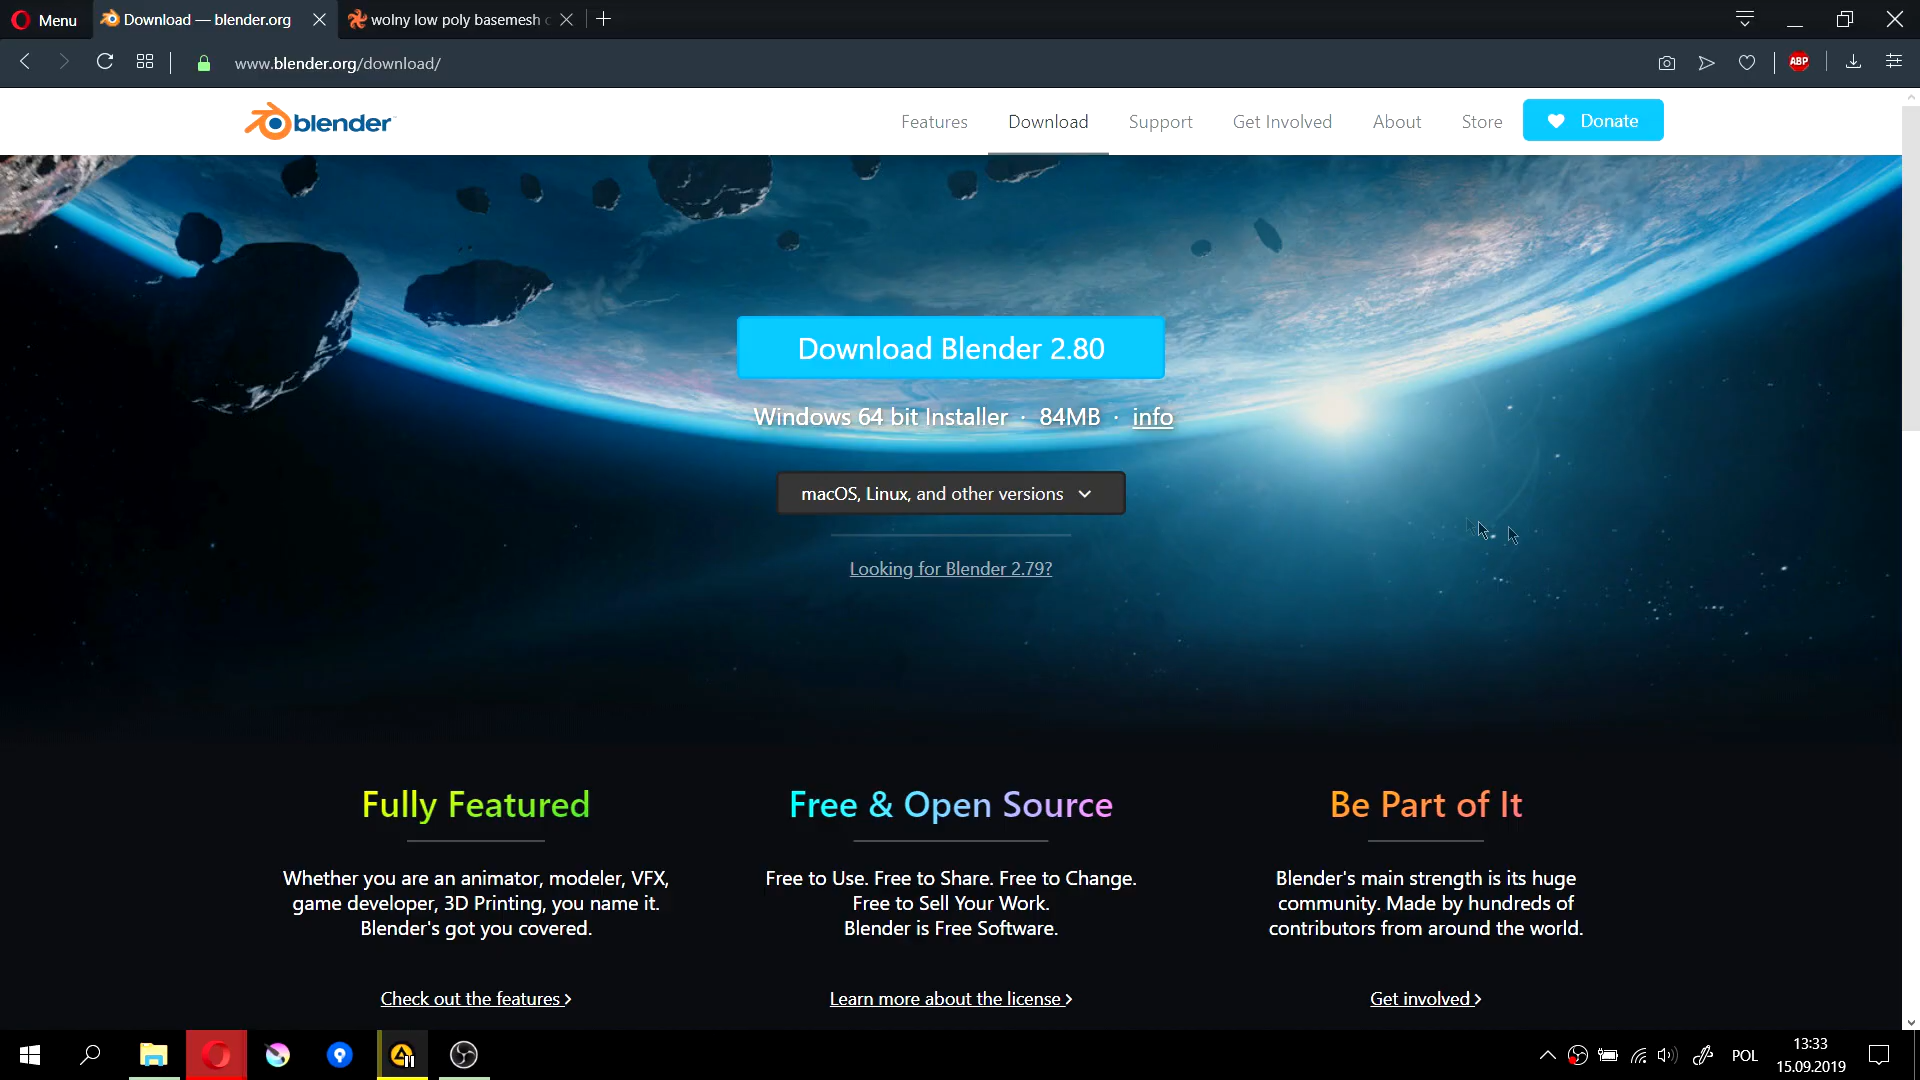 Menu
Download — blender.org
wolny low poly basemesh
www.blender.org/download/
ABP
blender
Features
Download
Support
Get Involved
About
Store
Donate
Download Blender 2.80
Windows 64 bit Installer · 84MB · info
macOS, Linux, and other versions
Looking for Blender 2.79?
Fully Featured
Whether you are an animator, modeler, VFX,
game developer, 3D Printing, you name it.
Blender's got you covered.
Check out the features ›
Free & Open Source
Free to Use. Free to Share. Free to Change.
Free to Sell Your Work.
Blender is Free Software.
Learn more about the license ›
Be Part of It
Blender's main strength is its huge
community. Made by hundreds of
contributors from around the world.
Get involved ›
POL
13:33
15.09.2019